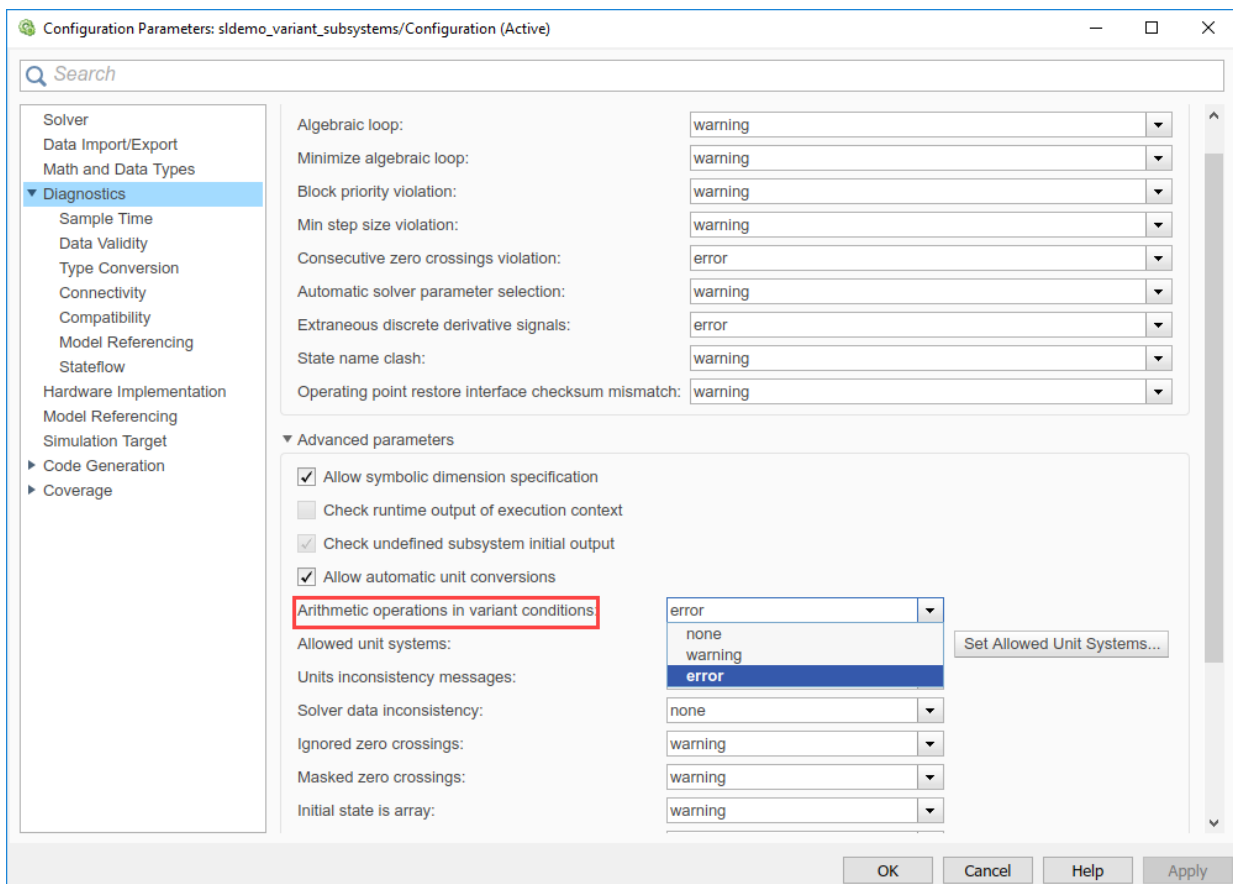 Configuration Parameters: sldemo_variant_subsystems/Configuration (Active)
Search
Solver
Data Import/Export
Math and Data Types
Diagnostics
Sample Time
Data Validity
Type Conversion
Connectivity
Compatibility
Model Referencing
Stateflow
Hardware Implementation
Model Referencing
Simulation Target
Code Generation
Coverage
Algebraic loop: warning
Minimize algebraic loop: warning
Block priority violation: warning
Min step size violation: warning
Consecutive zero crossings violation: error
Automatic solver parameter selection: warning
Extraneous discrete derivative signals: error
State name clash: warning
Operating point restore interface checksum mismatch: warning
Advanced parameters
Allow symbolic dimension specification
Check runtime output of execution context
Check undefined subsystem initial output
Allow automatic unit conversions
Arithmetic operations in variant conditions: error
none
warning
error
Allowed unit systems: Set Allowed Unit Systems...
Units inconsistency messages:
Solver data inconsistency: none
Ignored zero crossings: warning
Masked zero crossings: warning
Initial state is array: warning
OK Cancel Help Apply